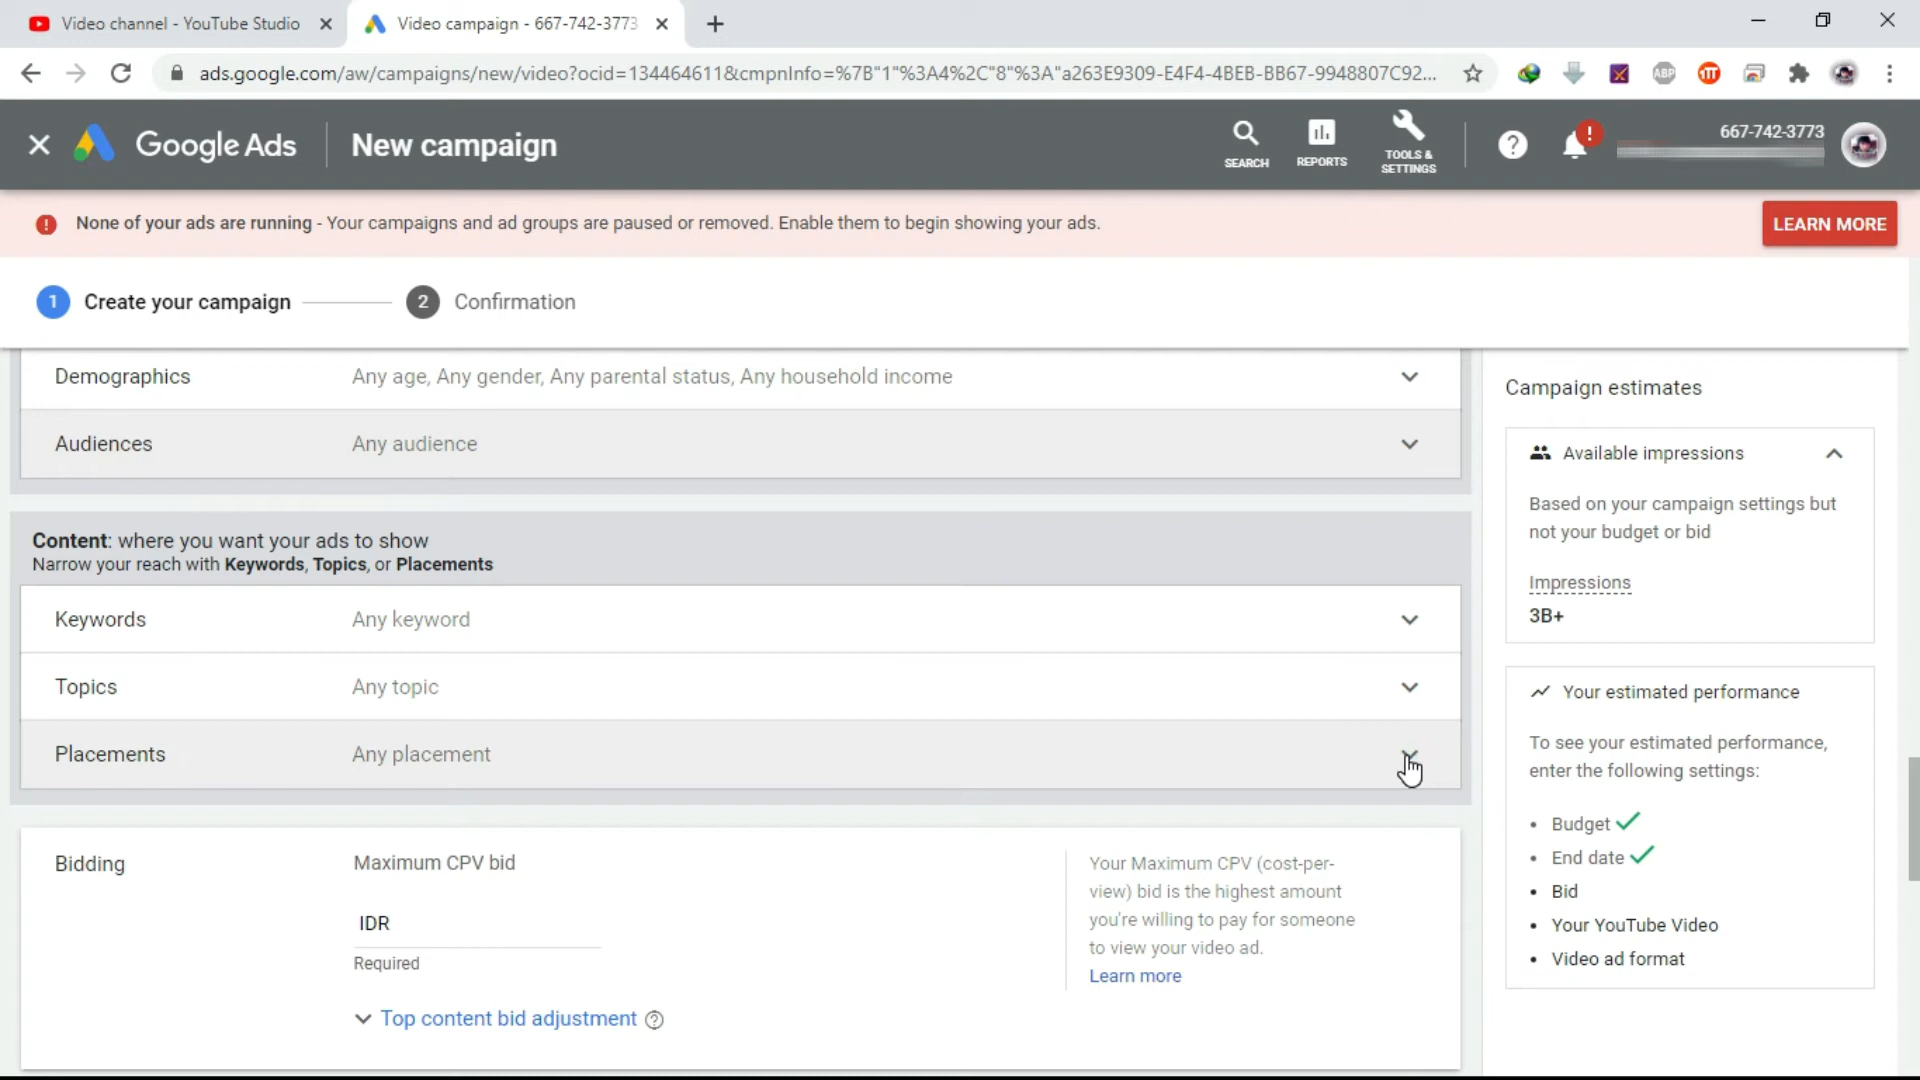 Video channel - YouTube Studio
Video campaign - 667-742-3773
ads.google.com/aw/campaigns/new/video?ocid=134464611&cmpnInfo=%7B"1"%3A4%2C"8"%3A"a263E9309-E4F4-4BEB-BB67-9948807C92...
ABP
Google Ads
New campaign
SEARCH
REPORTS
TOOLS &
SETTINGS
?
!
667-742-3773
! None of your ads are running - Your campaigns and ad groups are paused or removed. Enable them to begin showing your ads.
LEARN MORE
1 Create your campaign
2 Confirmation
Demographics
Any age, Any gender, Any parental status, Any household income
Audiences
Any audience
Content: where you want your ads to show
Narrow your reach with Keywords, Topics, or Placements
Keywords
Any keyword
Topics
Any topic
Placements
Any placement
Bidding
Maximum CPV bid
IDR
Required
Top content bid adjustment ?
Your Maximum CPV (cost-per-
view) bid is the highest amount
you're willing to pay for someone
to view your video ad.
Learn more
Campaign estimates
Available impressions
Based on your campaign settings but
not your budget or bid
Impressions
3B+
Your estimated performance
To see your estimated performance,
enter the following settings:
• Budget
• End date
• Bid
• Your YouTube Video
• Video ad format